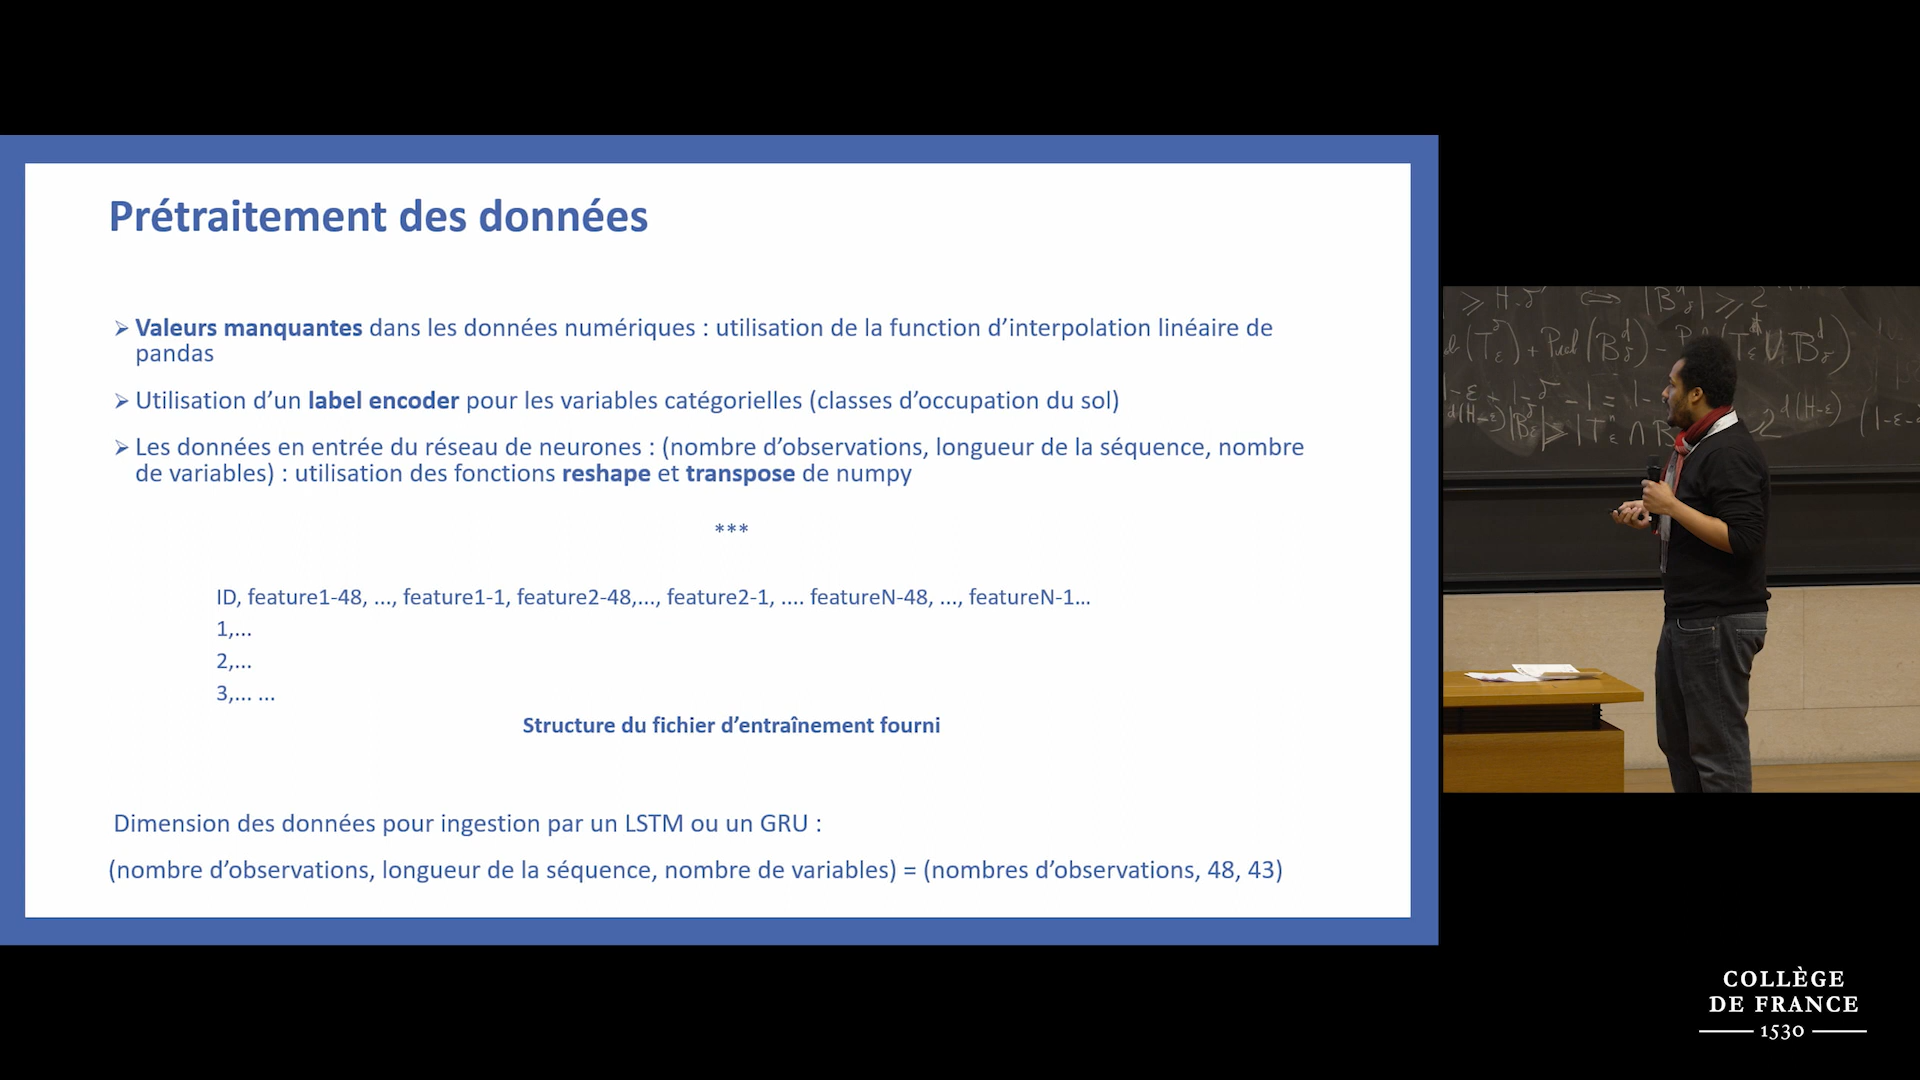 Prétraitement des données
➢ Valeurs manquantes dans les données numériques : utilisation de la function d’interpolation linéaire de
pandas
➢ Utilisation d’un label encoder pour les variables catégorielles (classes d’occupation du sol)
➢ Les données en entrée du réseau de neurones : (nombre d’observations, longueur de la séquence, nombre
de variables) : utilisation des fonctions reshape et transpose de numpy
***
ID, feature1-48, ..., feature1-1, feature2-48,..., feature2-1, .... featureN-48, ..., featureN-1...
1,...
2,...
3,... ...
Structure du fichier d’entraînement fourni
Dimension des données pour ingestion par un LSTM ou un GRU :
(nombre d’observations, longueur de la séquence, nombre de variables) = (nombres d’observations, 48, 43)
COLLÈGE
DE FRANCE
1530